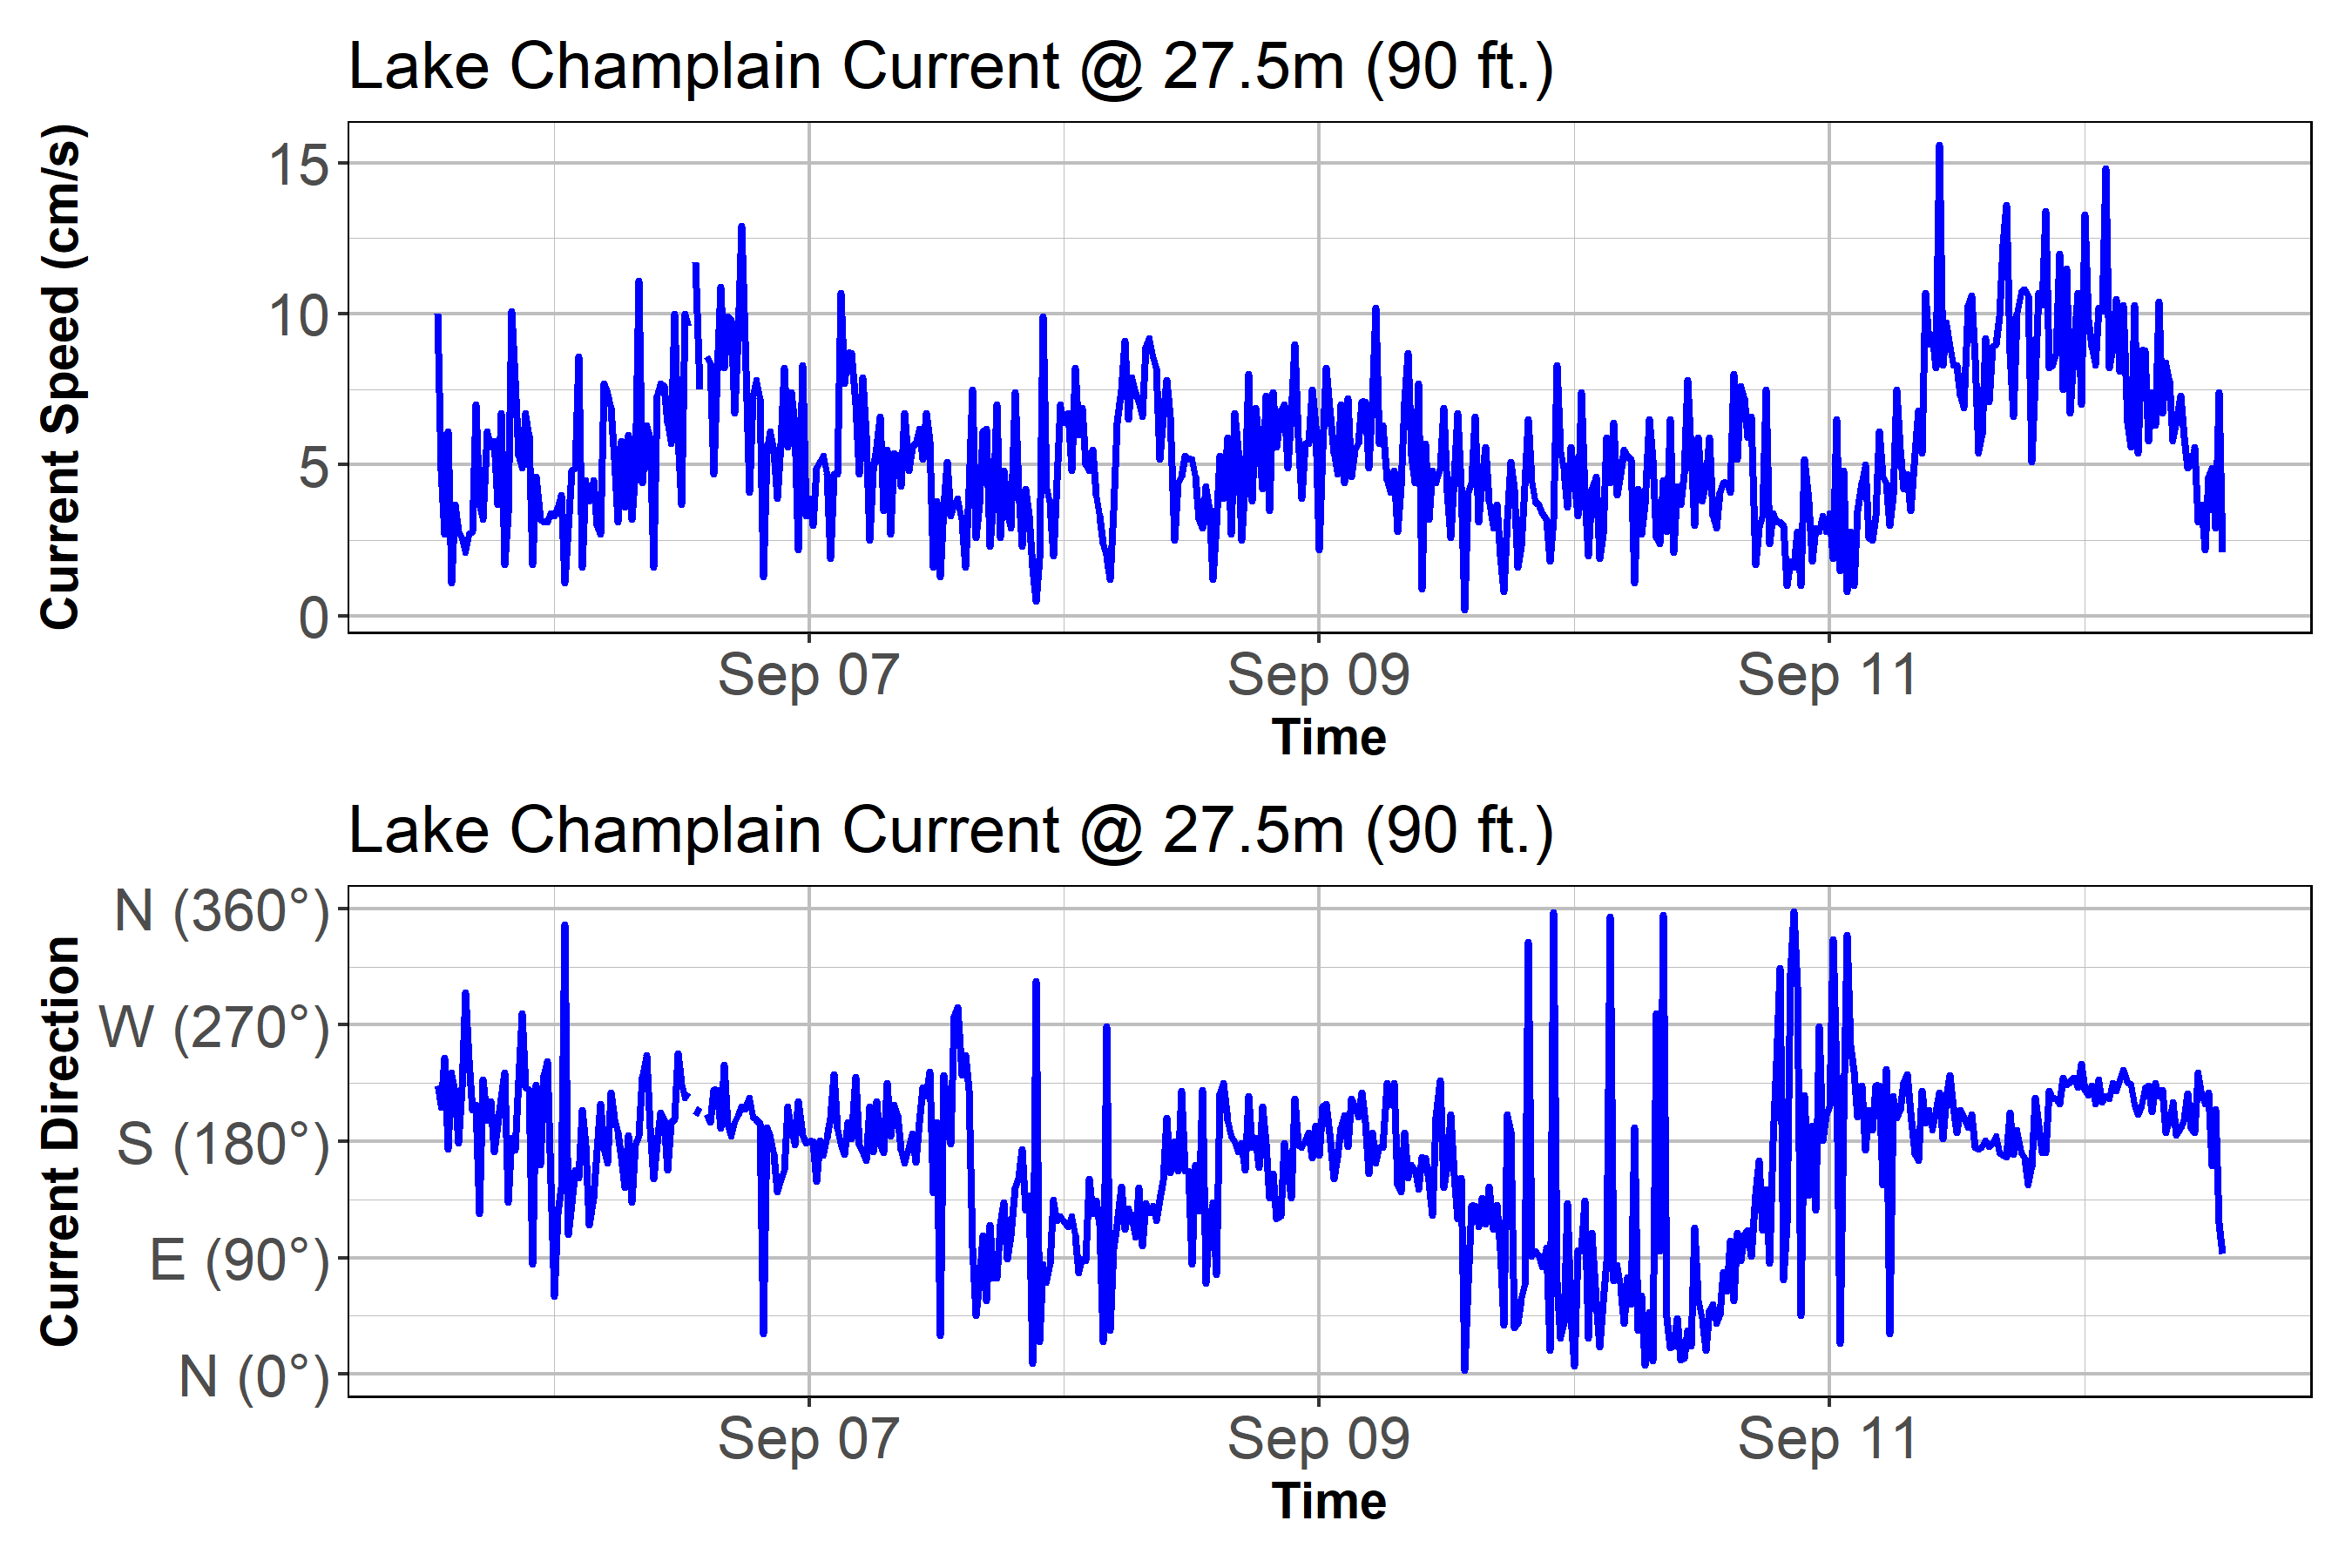 Lake Champlain Current @ 27.5m (90 ft.)
Current Speed (cm/s)
15
10
5
0
Sep 07 Sep 09 Sep 11
Time
Lake Champlain Current @ 27.5m (90 ft.)
Current Direction
N (360°)
W (270°)
S (180°)
E (90°)
N (0°)
Sep 07 Sep 09 Sep 11
Time